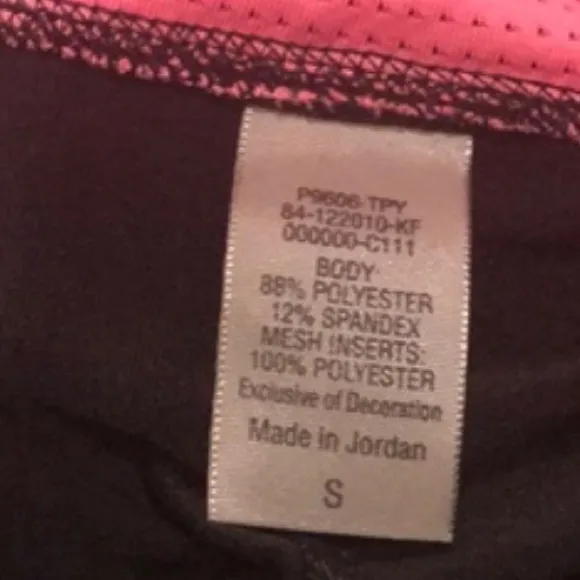 P9606-TPY
84-122010-KF
000000-C111
BODY
88% POLYESTER
12% SPANDEX
MESH INSERTS:
100% POLYESTER
Exclusive of Decoration
Made in Jordan
S